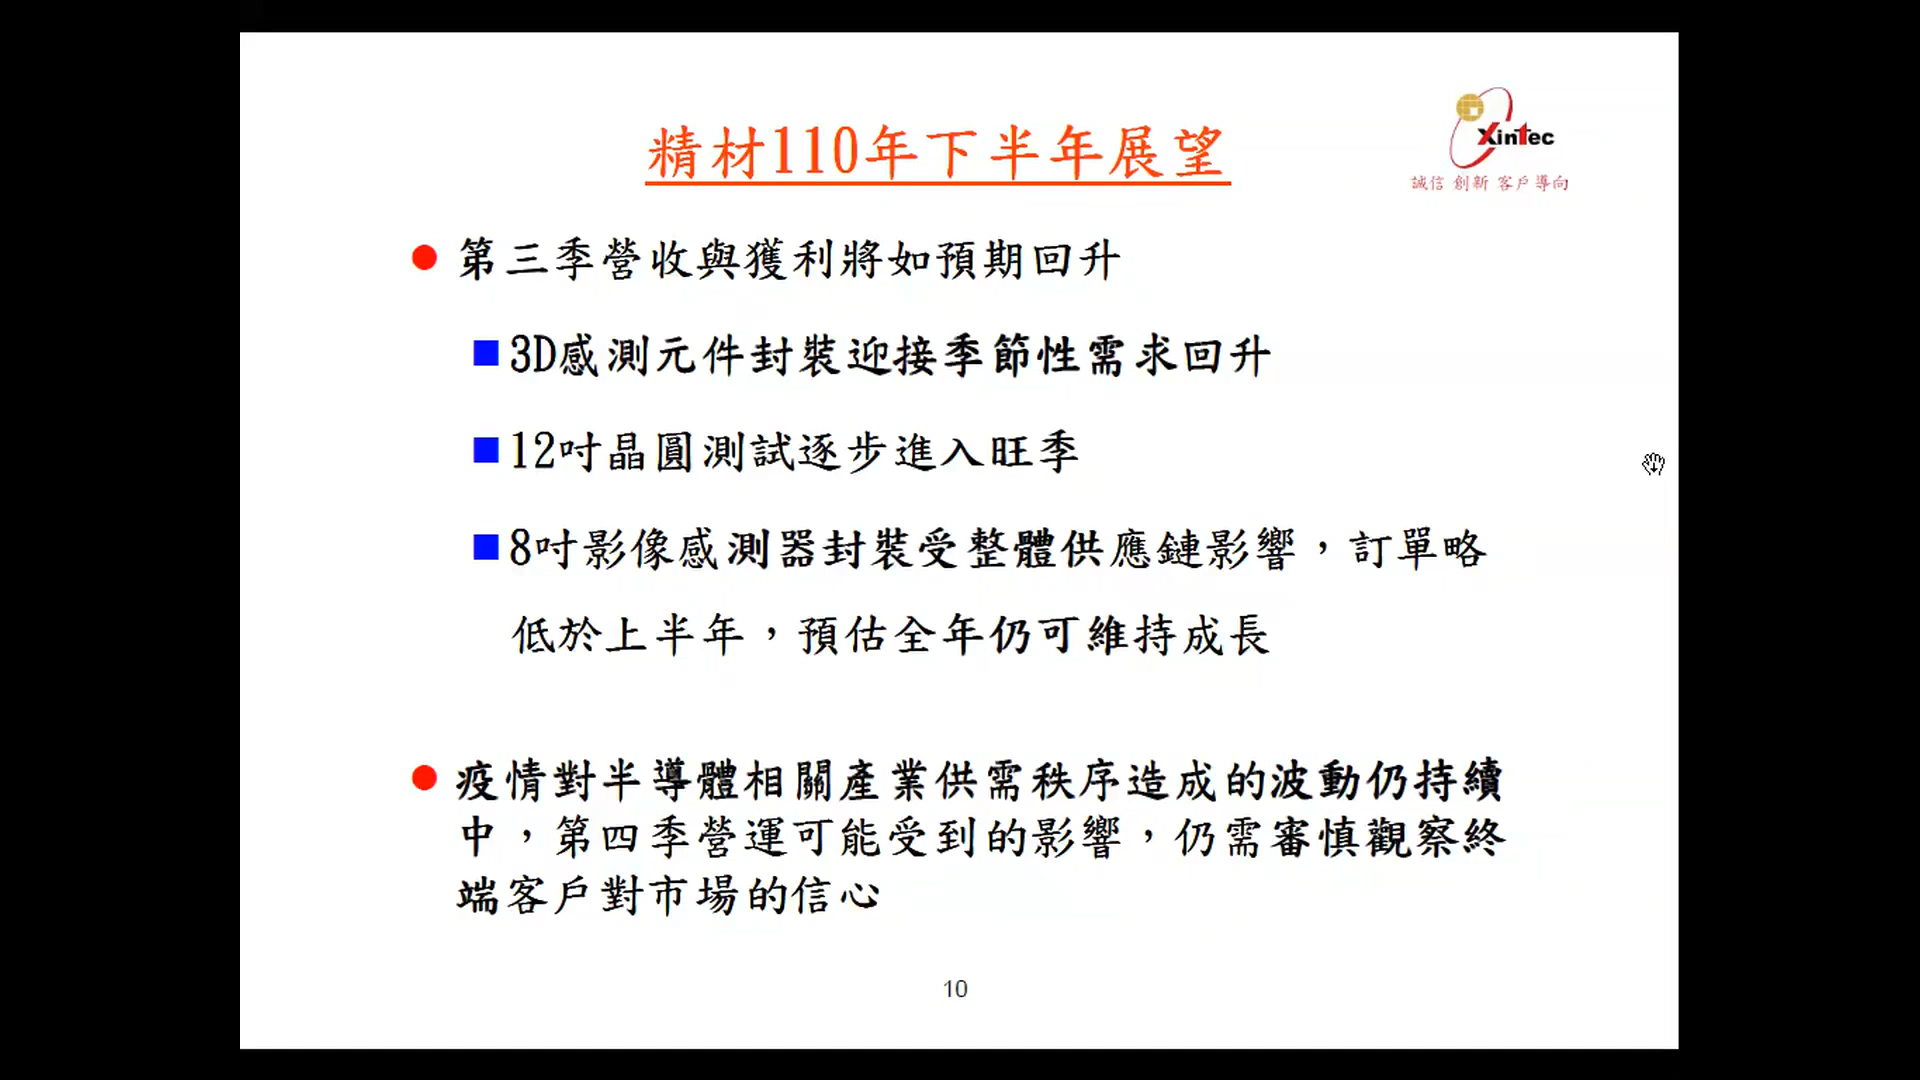 精材110年下半年展望
XinTec
誠信 創新 客戶導向
第三季營收與獲利將如預期回升
3D感測元件封裝迎接季節性需求回升
12吋晶圓測試逐步進入旺季
8吋影像感測器封裝受整體供應鏈影響，訂單略
低於上半年，預估全年仍可維持成長
疫情對半導體相關產業供需秩序造成的波動仍持續
中，第四季營運可能受到的影響，仍需審慎觀察終
端客戶對市場的信心
10